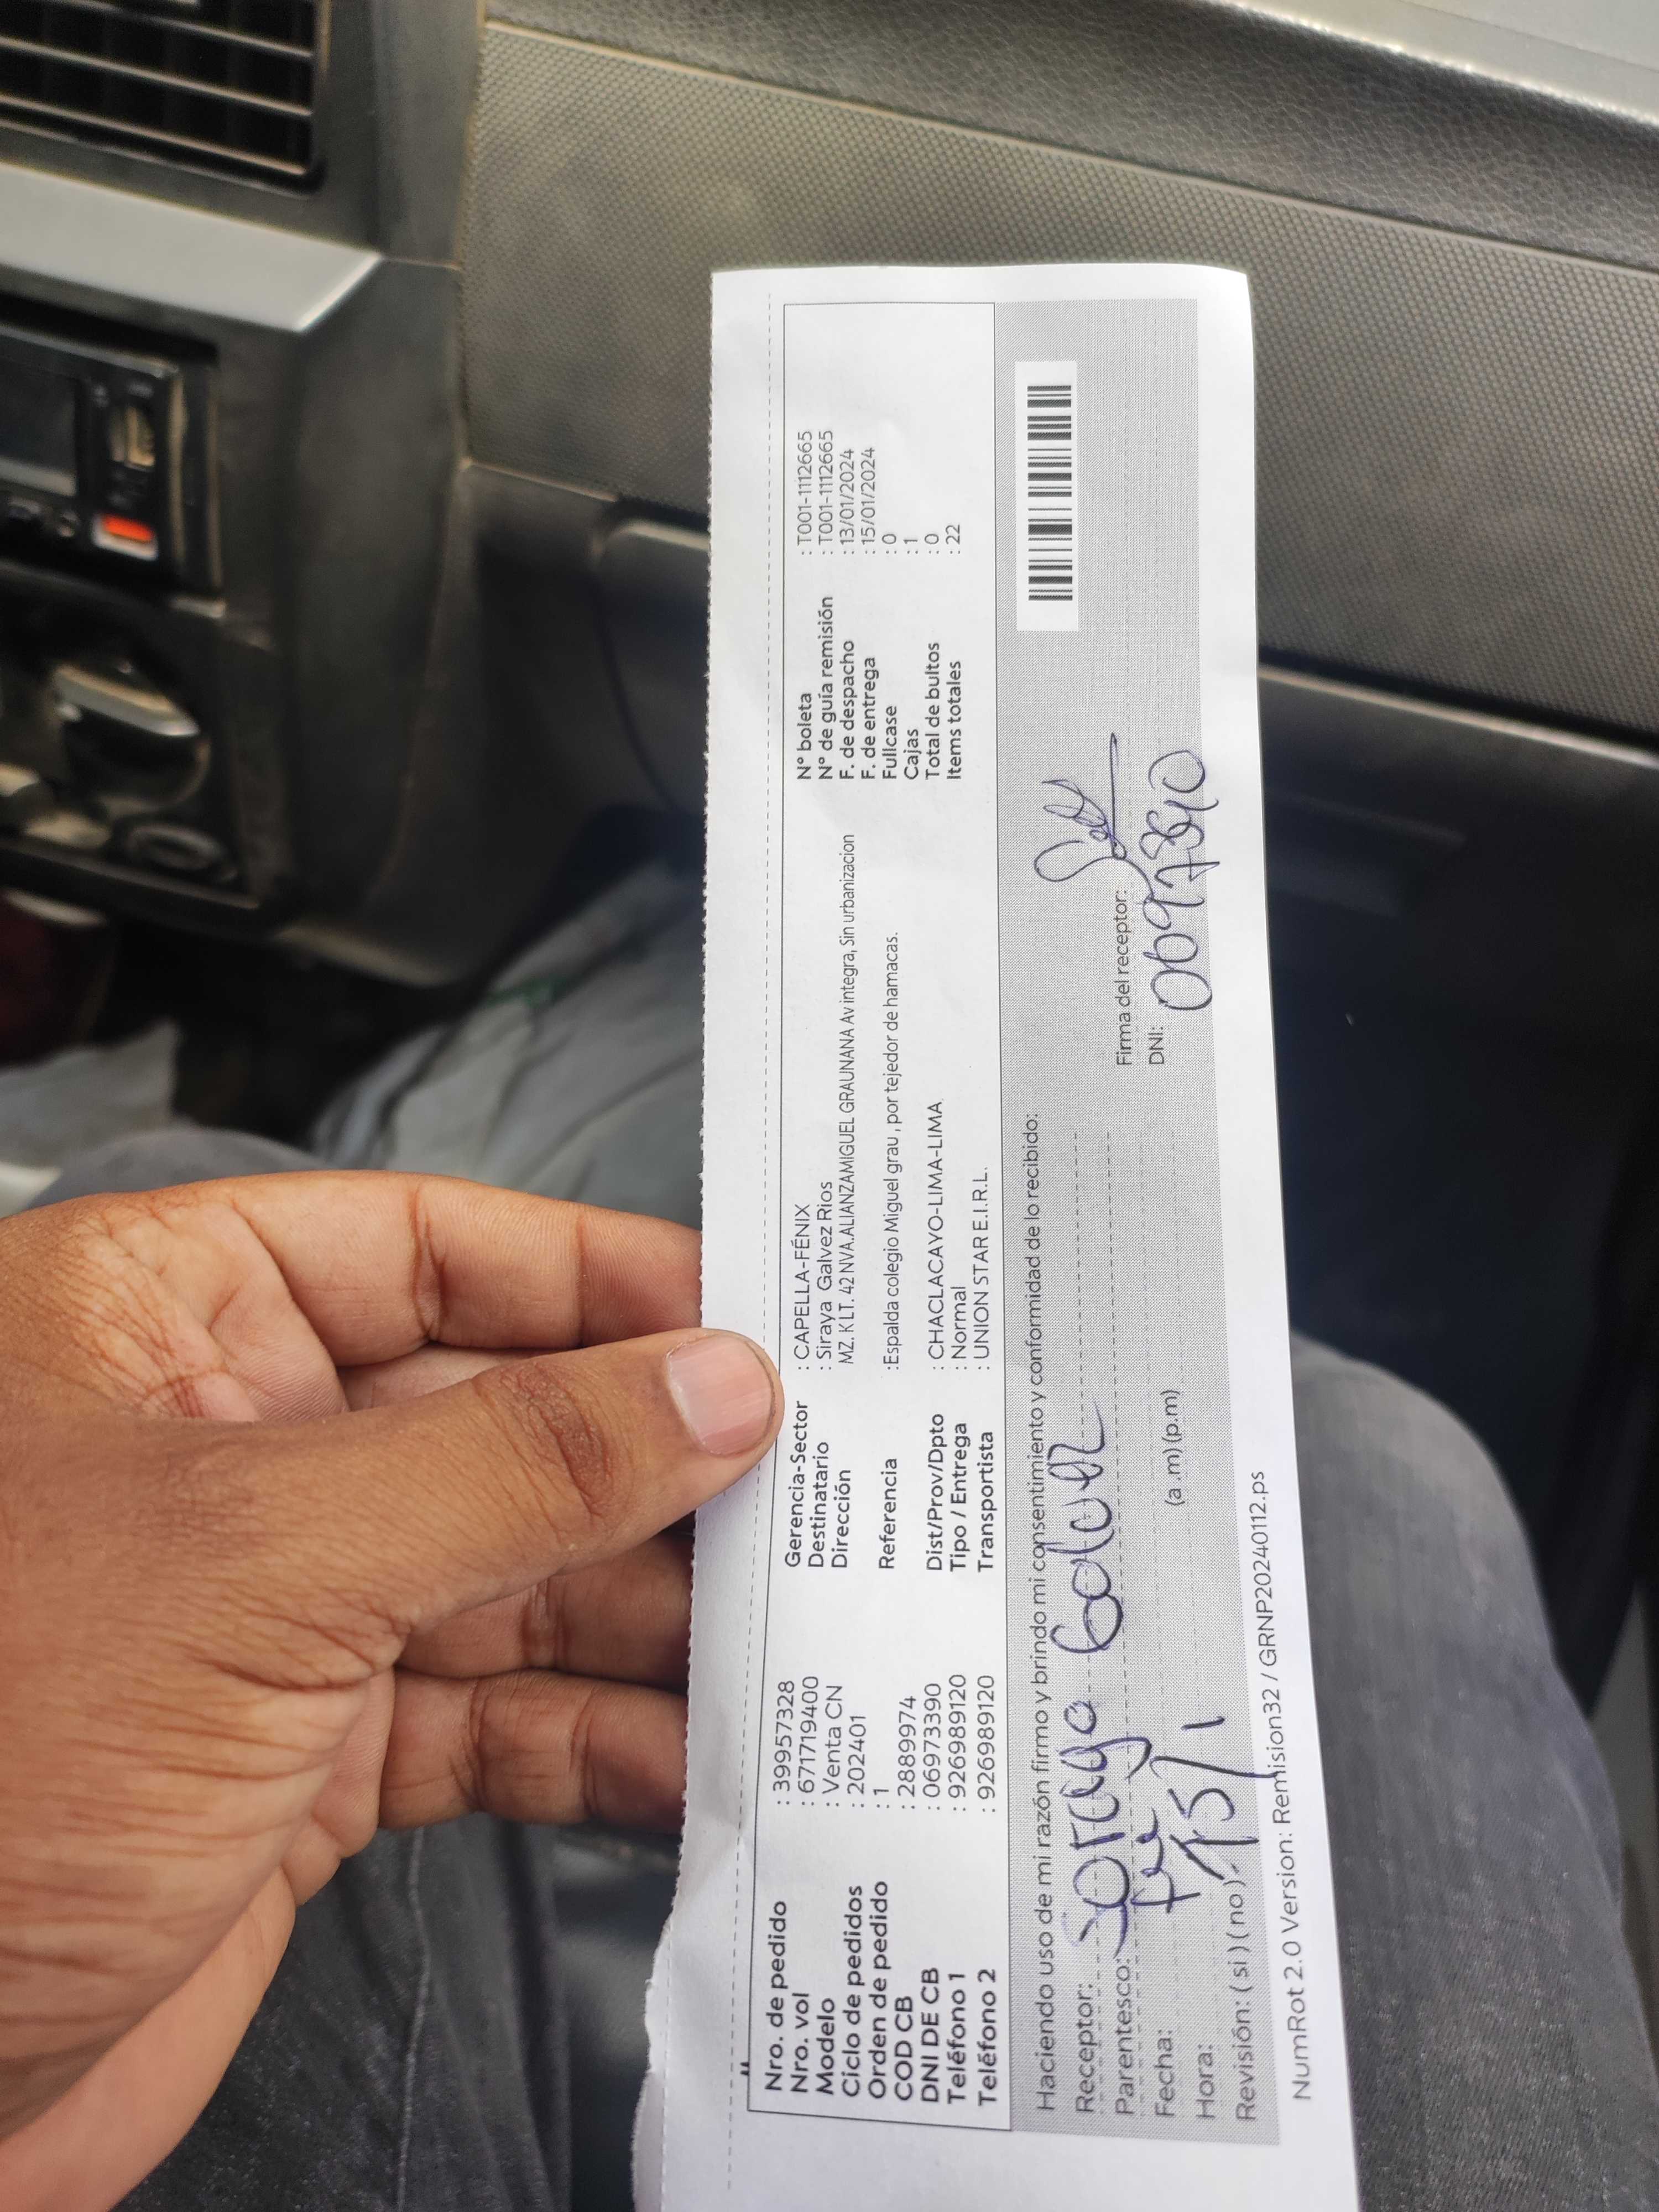 Nro. de pedido : 39957328
Nro. vol : 671719400
Modelo : Venta CN
Ciclo de pedidos : 202401
Orden de pedido : 1
COD CB : 2889974
DNI DE CB : 06973390
Teléfono 1 : 926989120
Teléfono 2 : 926989120
Gerencia-Sector : CAPELLA-FÉNIX
Destinatario : Siraya Galvez Rios
Dirección MZ. K LT. 42 NVA.ALIANZAMIGUEL GRAUNANA Av integra, Sin urbanizacion
Referencia :Espalda colegio Miguel grau , por tejedor de hamacas.
Dist/Prov/Dpto : CHACLACAYO-LIMA-LIMA
Tipo / Entrega : Normal
Transportista : UNION STAR E.I.R.L.
N° boleta : T001-1112665
N° de guía remisión : T001-1112665
F. de despacho : 13/01/2024
F. de entrega : 15/01/2024
Fullcase : 0
Cajas : 1
Total de bultos : 0
Items totales : 22
Haciendo uso de mi razón firmo y brindo mi consentimiento y conformidad de lo recibido:
Receptor:
Parentesco:
Fecha: 15/1
Hora: (a .m) (p.m)
Revisión: ( si ) ( no )
Firma del receptor:
DNI:
NumRot 2.0 Version: Remision32 / GRNP20240112.ps